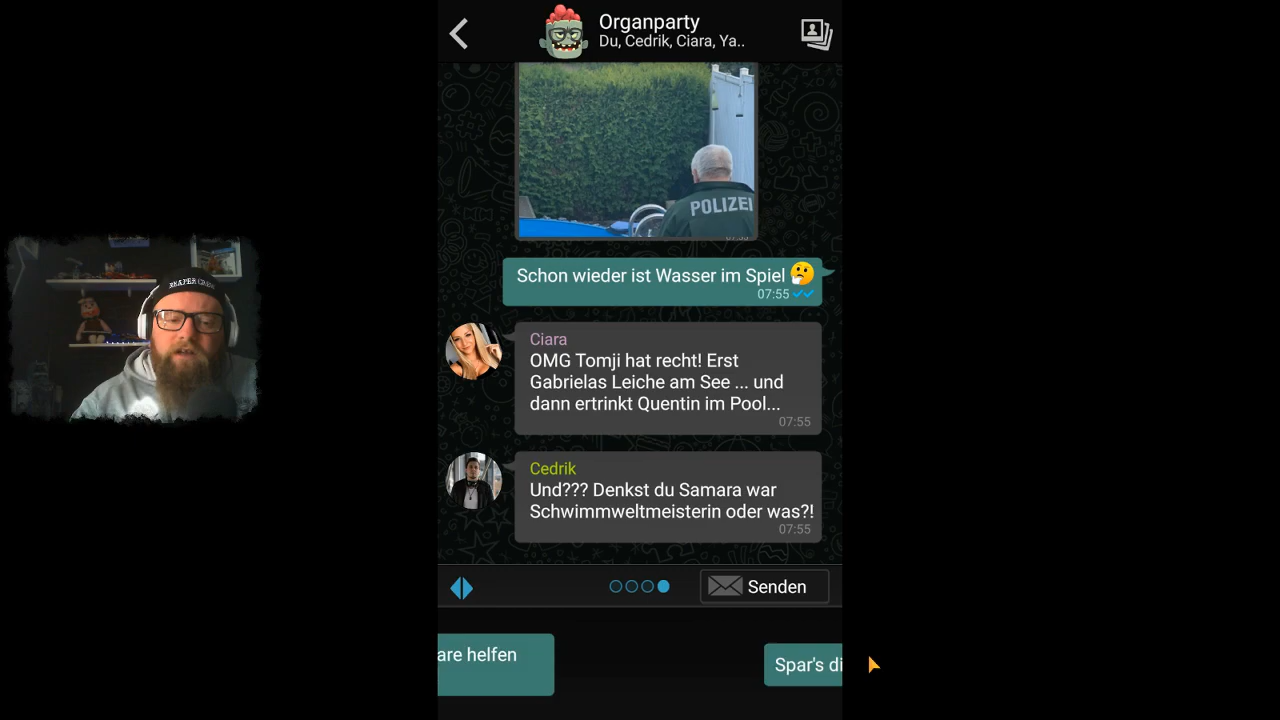 Organparty
Du, Cedrik, Ciara, Ya..
POLIZEI
Schon wieder ist Wasser im Spiel
07:55
Ciara
OMG Tomji hat recht! Erst
Gabrielas Leiche am See ... und
dann ertrinkt Quentin im Pool...
07:55
Cedrik
Und??? Denkst du Samara war
Schwimmweltmeisterin oder was?!
07:55
Senden
are helfen
Spar's di